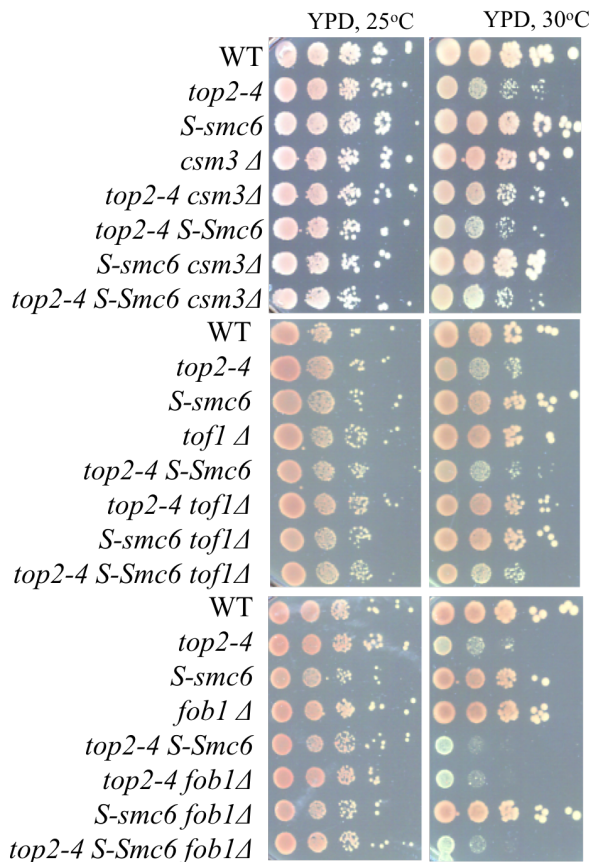 YPD, 25°C YPD, 30°C
WT
top2-4
S-smc6
csm3 Δ
top2-4 csm3Δ
top2-4 S-Smc6
S-smc6 csm3Δ
top2-4 S-Smc6 csm3Δ
WT
top2-4
S-smc6
tof1 Δ
top2-4 S-Smc6
top2-4 tof1Δ
S-smc6 tof1Δ
top2-4 S-Smc6 tof1Δ
WT
top2-4
S-smc6
fob1 Δ
top2-4 S-Smc6
top2-4 fob1Δ
S-smc6 fob1Δ
top2-4 S-Smc6 fob1Δ